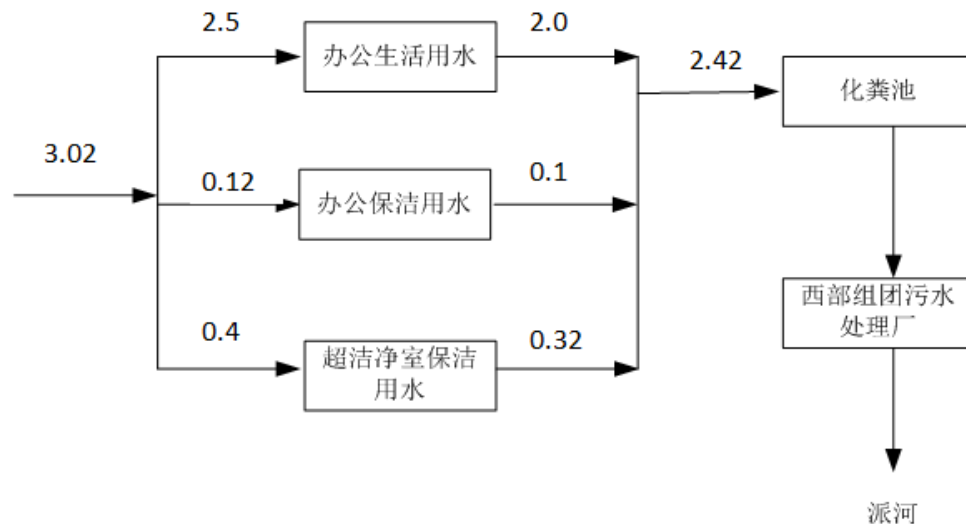 2.5
办公生活用水
2.0
2.42
化粪池
3.02
0.12
办公保洁用水
0.1
西部组团污水
处理厂
0.4
超洁净室保洁
用水
0.32
派河